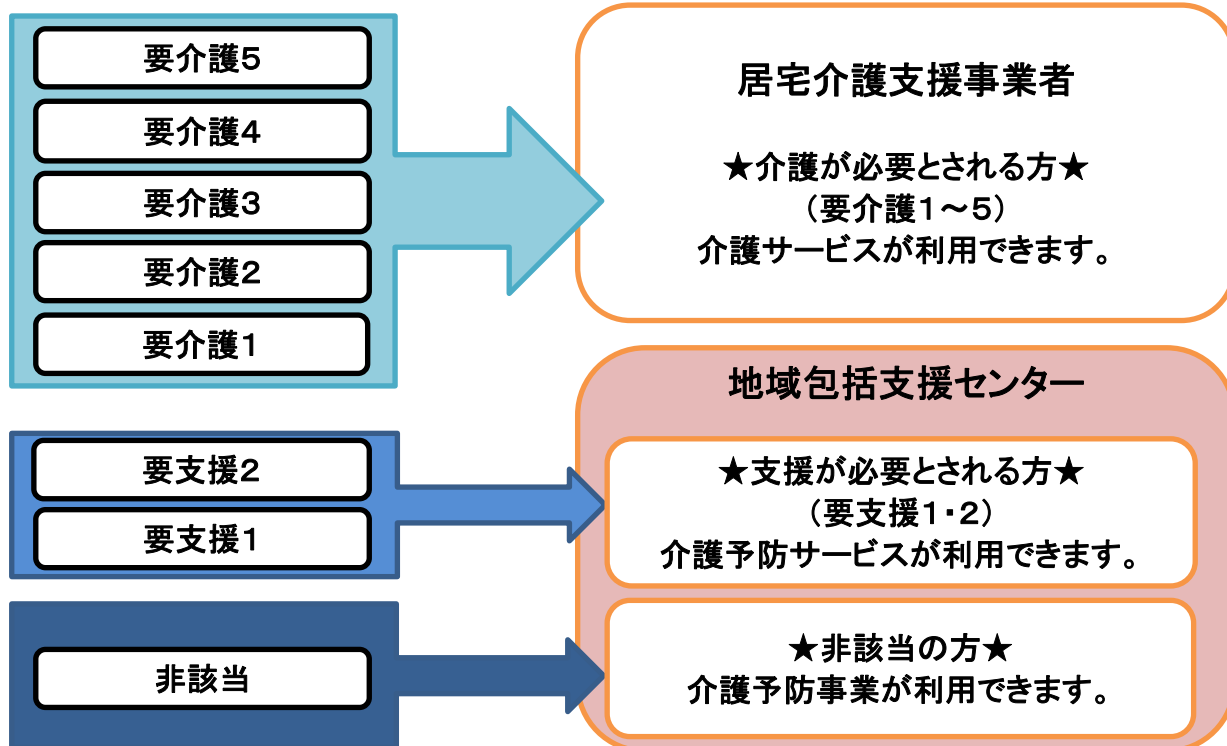 要介護５
要介護４
要介護３
要介護２
要介護１
居宅介護支援事業者
★介護が必要とされる方★
（要介護１～５）
介護サービスが利用できます。
地域包括支援センター
要支援２
要支援１
★支援が必要とされる方★
（要支援１・２）
介護予防サービスが利用できます。
非該当
★非該当の方★
介護予防事業が利用できます。